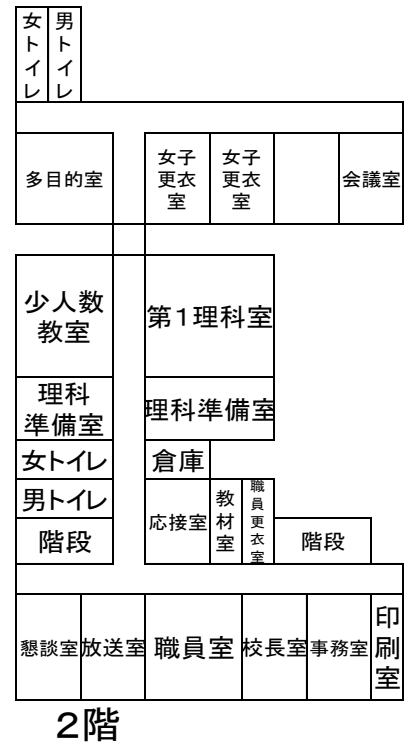 女トイレ
男トイレ
多目的室
女子
更衣
室
女子
更衣
室
会議室
少人数
教室
第1理科室
理科
準備室
理科準備室
女トイレ
倉庫
男トイレ
応接室
教材室
職員更衣室
階段
階段
懇談室
放送室
職員室
校長室
事務室
印刷室
2階